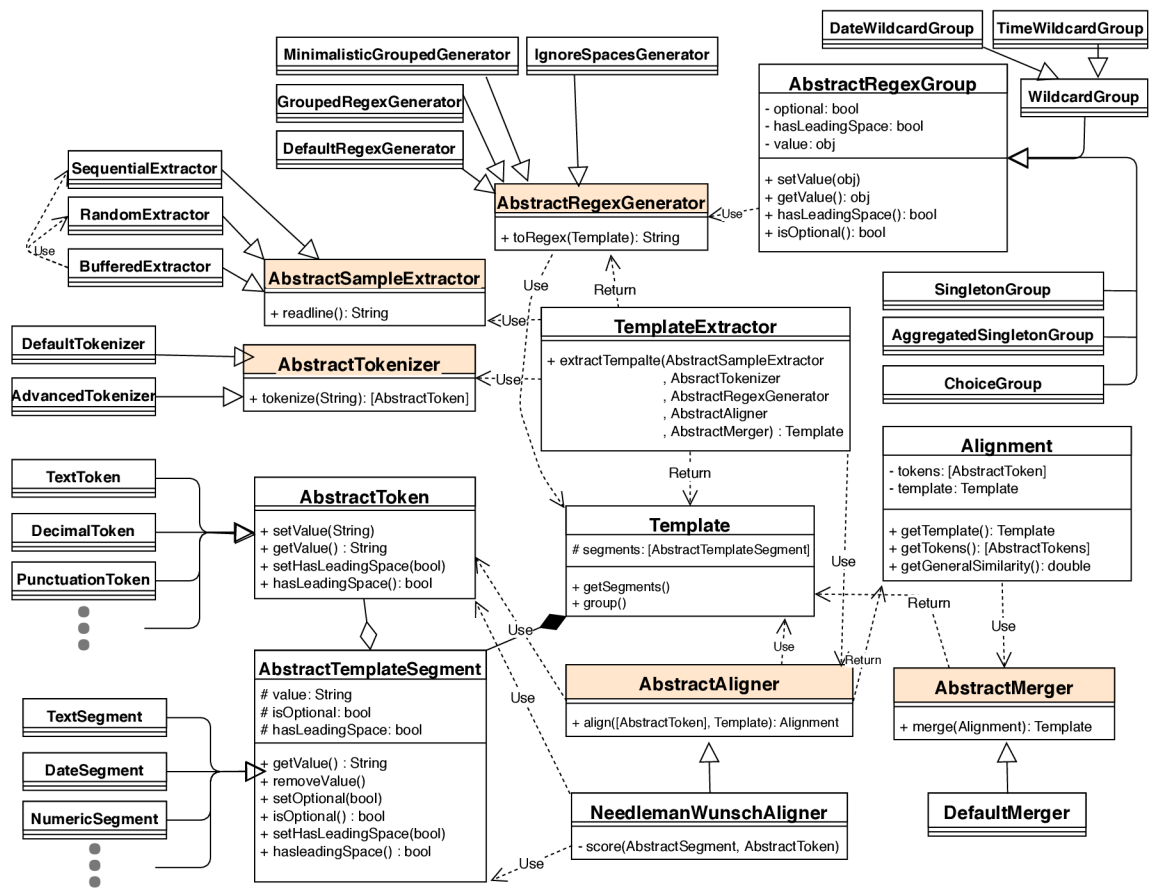 DateWildcardGroup
TimeWildcardGroup
MinimalisticGroupedGenerator
IgnoreSpacesGenerator
AbstractRegexGroup
- optional: bool
- hasLeadingSpace: bool
- value: obj
+ setValue(obj)
+ getValue(): obj
+ hasLeadingSpace(): bool
+ isOptional(): bool
WildcardGroup
GroupedRegexGenerator
DefaultRegexGenerator
SequentialExtractor
RandomExtractor
Use
BufferedExtractor
AbstractRegexGenerator
+ toRegex(Template): String
Use
AbstractSampleExtractor
+ readline(): String
Use
Return
SingletonGroup
AggregatedSingletonGroup
ChoiceGroup
Use
TemplateExtractor
+ extractTempalte(AbstractSampleExtractor
, AbsractTokenizer
, AbstractRegexGenerator
, AbstractAligner
, AbstractMerger) : Template
DefaultTokenizer
AdvancedTokenizer
AbstractTokenizer
+ tokenize(String): [AbstractToken]
Use
Alignment
- tokens: [AbstractToken]
- template: Template
+ getTemplate(): Template
+ getTokens(): [AbstractTokens]
+ getGeneralSimilarity(): double
Return
TextToken
DecimalToken
PunctuationToken
AbstractToken
+ setValue(String)
+ getValue() : String
+ setHasLeadingSpace(bool)
+ hasLeadingSpace(): bool
Template
# segments: [AbstractTemplateSegment]
+ getSegments()
+ group()
Use
Return
Use
Use
Use
Return
AbstractTemplateSegment
# value: String
# isOptional: bool
# hasLeadingSpace: bool
+ getValue() : String
+ removeValue()
+ setOptional(bool)
+ isOptional() : bool
+ setHasLeadingSpace(bool)
+ hasleadingSpace() : bool
Use
AbstractAligner
+ align([AbstractToken], Template): Alignment
AbstractMerger
+ merge(Alignment): Template
TextSegment
DateSegment
NumericSegment
NeedlemanWunschAligner
- score(AbstractSegment, AbstractToken)
DefaultMerger
Use